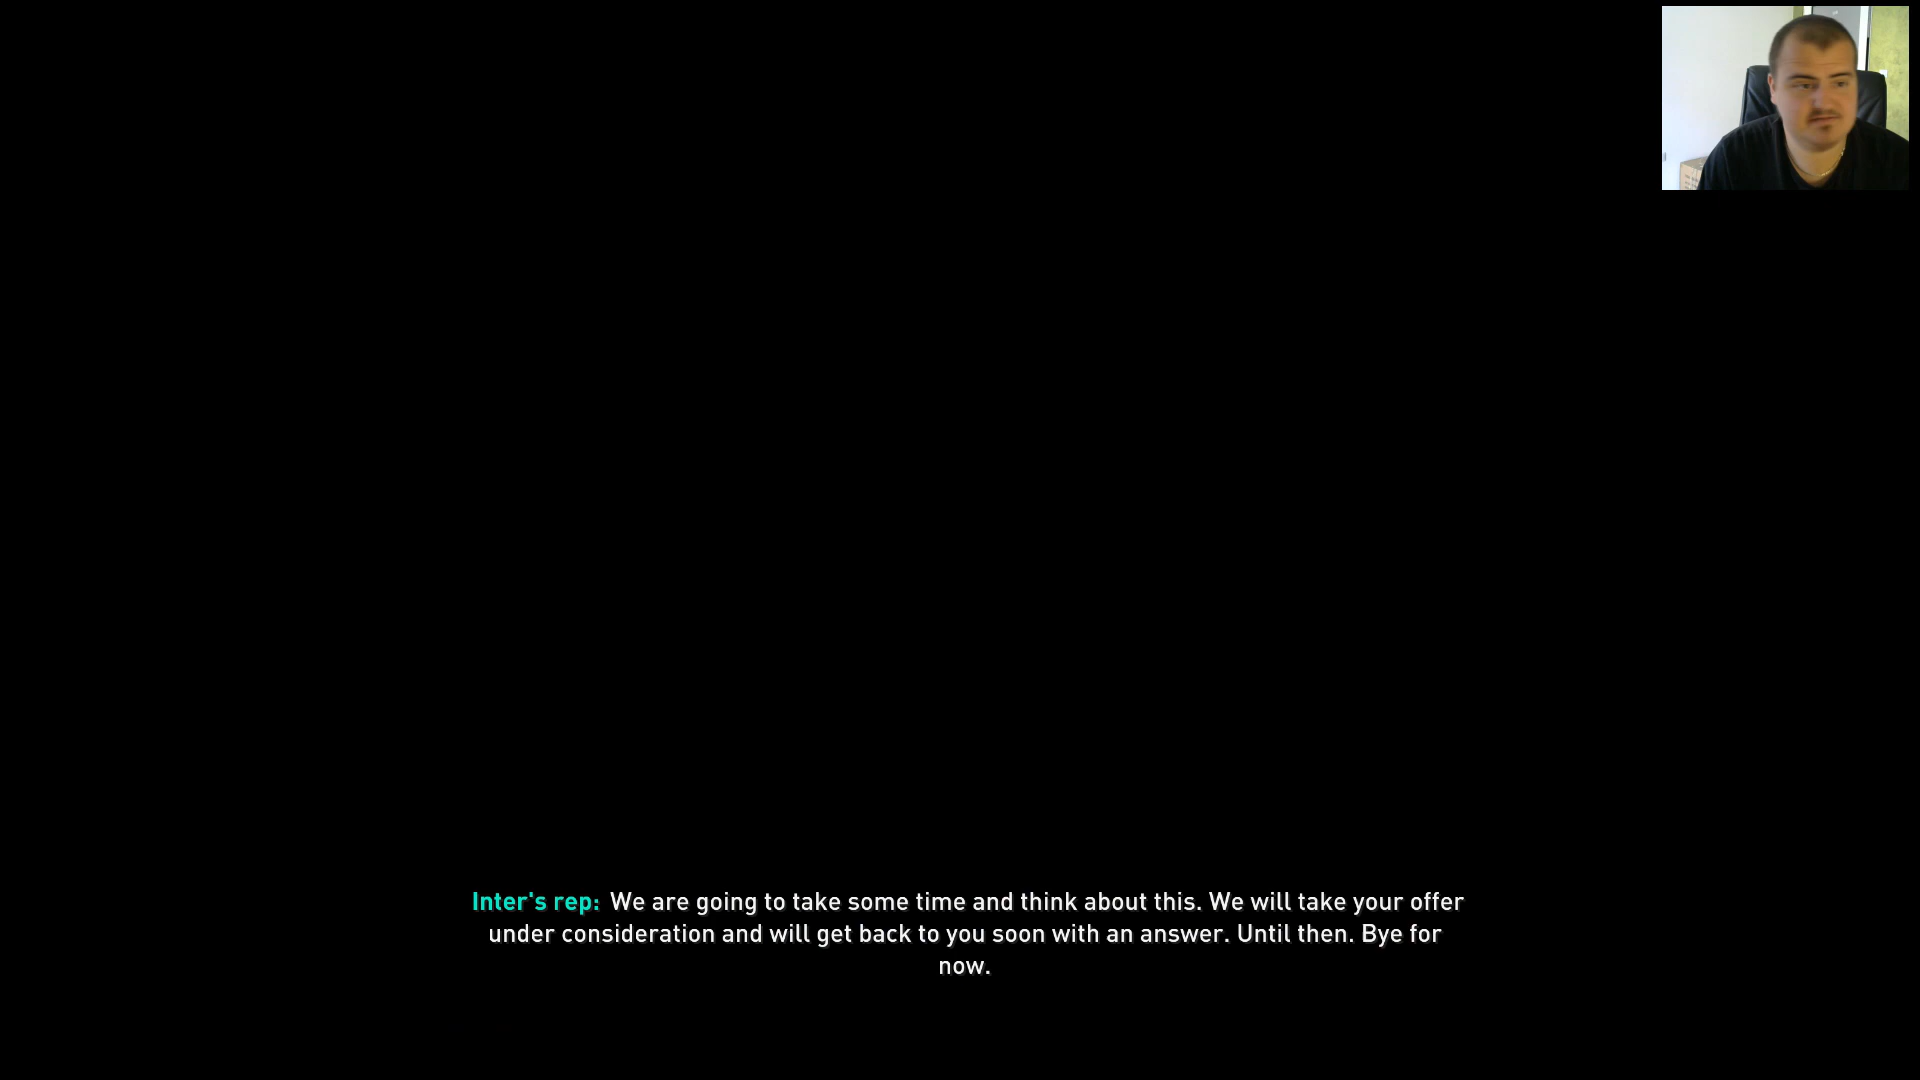 Inter's rep: We are going to take some time and think about this. We will take your offer
under consideration and will get back to you soon with an answer. Until then. Bye for
now.